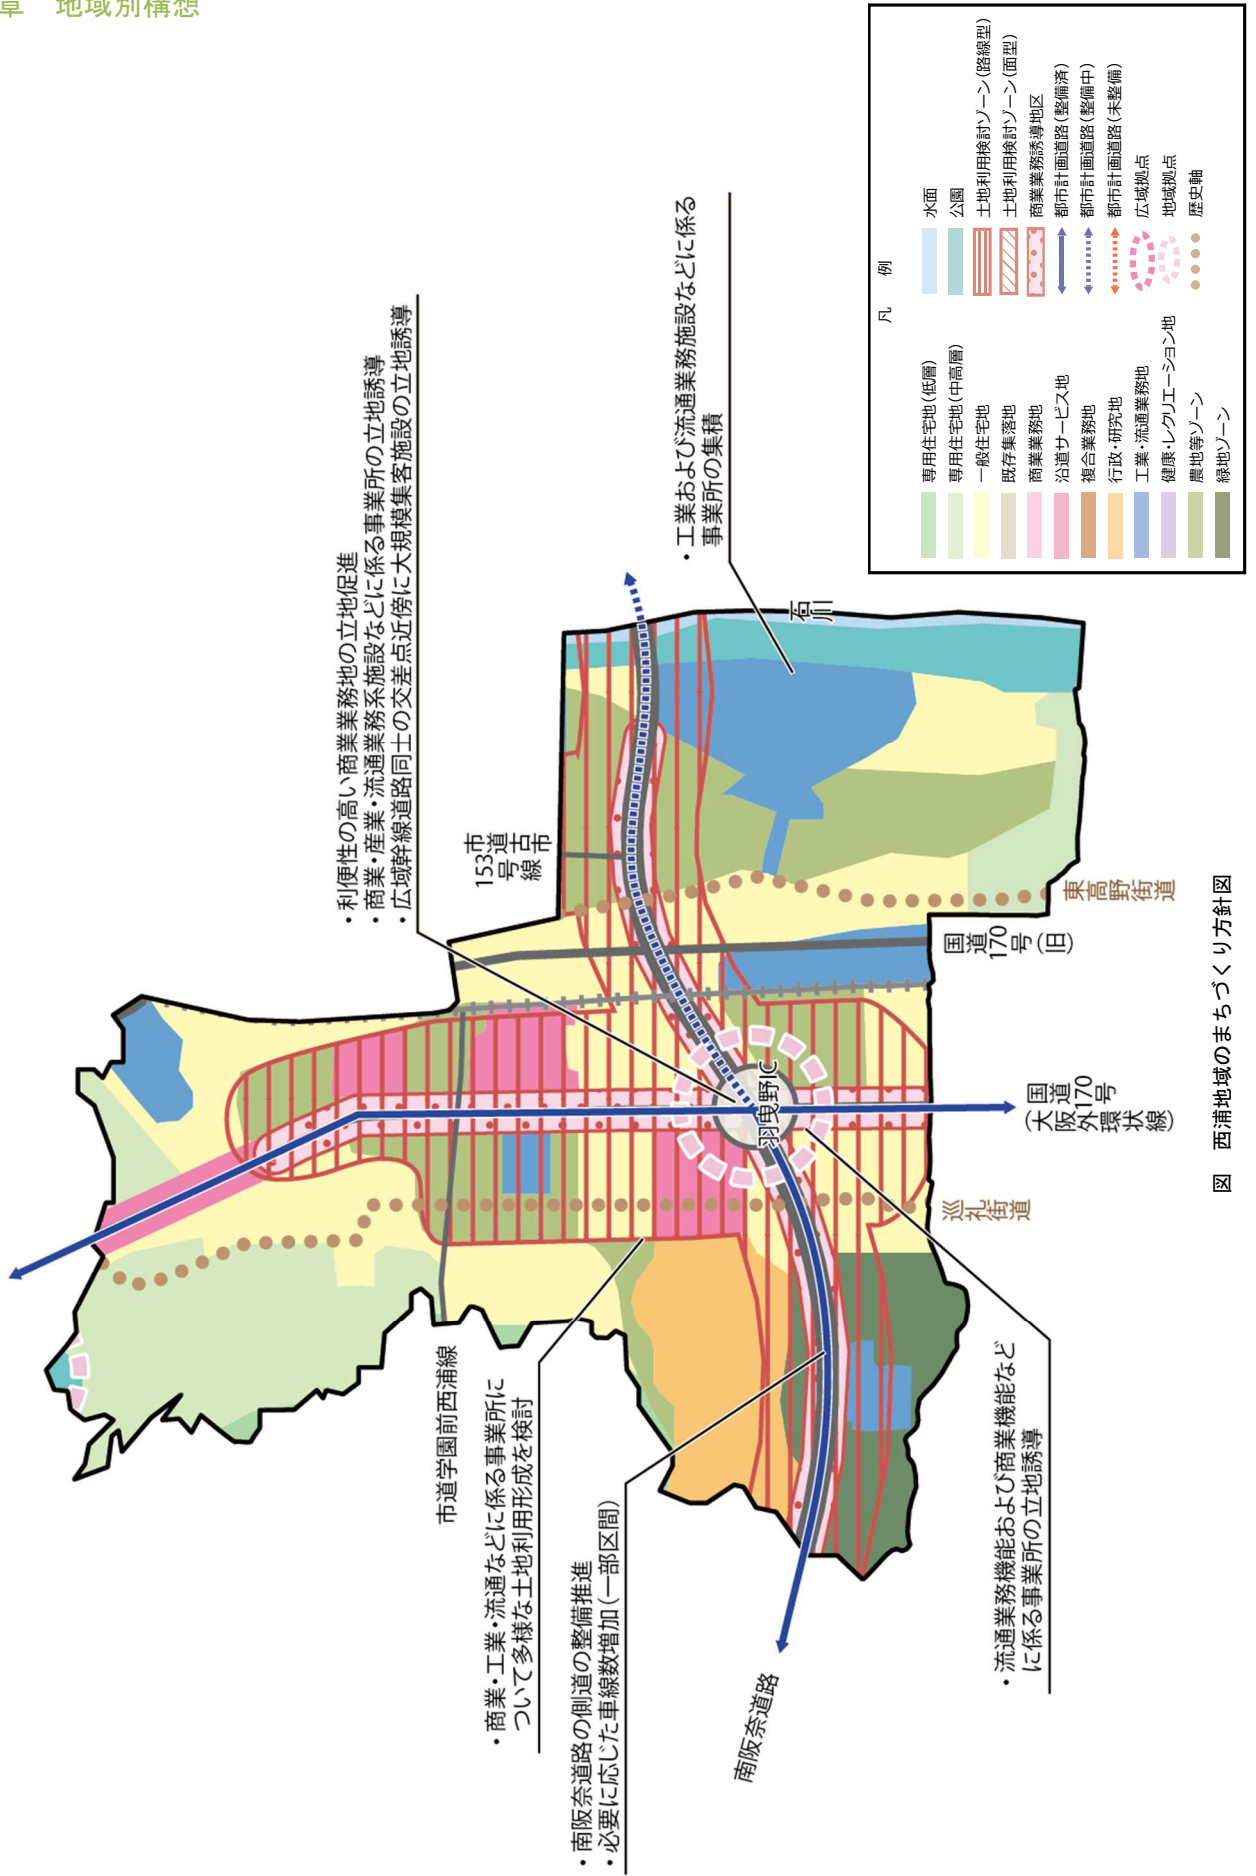 章　地域別構想
・利便性の高い商業業務地の立地促進
・商業・産業・流通業務系施設などに係る事業所の立地誘導
・広域幹線道路同士の交差点近傍に大規模集客施設の立地誘導
・工業および流通業務施設などに係る
事業所の集積
市道古市
153号線
石川
市道学園前西浦線
・商業・工業・流通などに係る事業所に
ついて多様な土地利用形成を検討
・南阪奈道路の側道の整備推進
・必要に応じた車線数増加（一部区間）
南阪奈道路
羽曳野IC
国道170号（旧）
東高野街道
国道170号
（大阪外環状線）
巡礼街道
・流通業務機能および商業機能など
に係る事業所の立地誘導
凡　例
専用住宅地（低層）
専用住宅地（中高層）
一般住宅地
既存集落地
商業業務地
沿道サービス地
複合業務地
行政・研究地
工業・流通業務地
健康・レクリエーション地
農地等ゾーン
緑地ゾーン
水面
公園
土地利用検討ゾーン（路線型）
土地利用検討ゾーン（面型）
商業業務誘導地区
都市計画道路（整備済）
都市計画道路（整備中）
都市計画道路（未整備）
広域拠点
地域拠点
歴史軸
図　西浦地域のまちづくり方針図